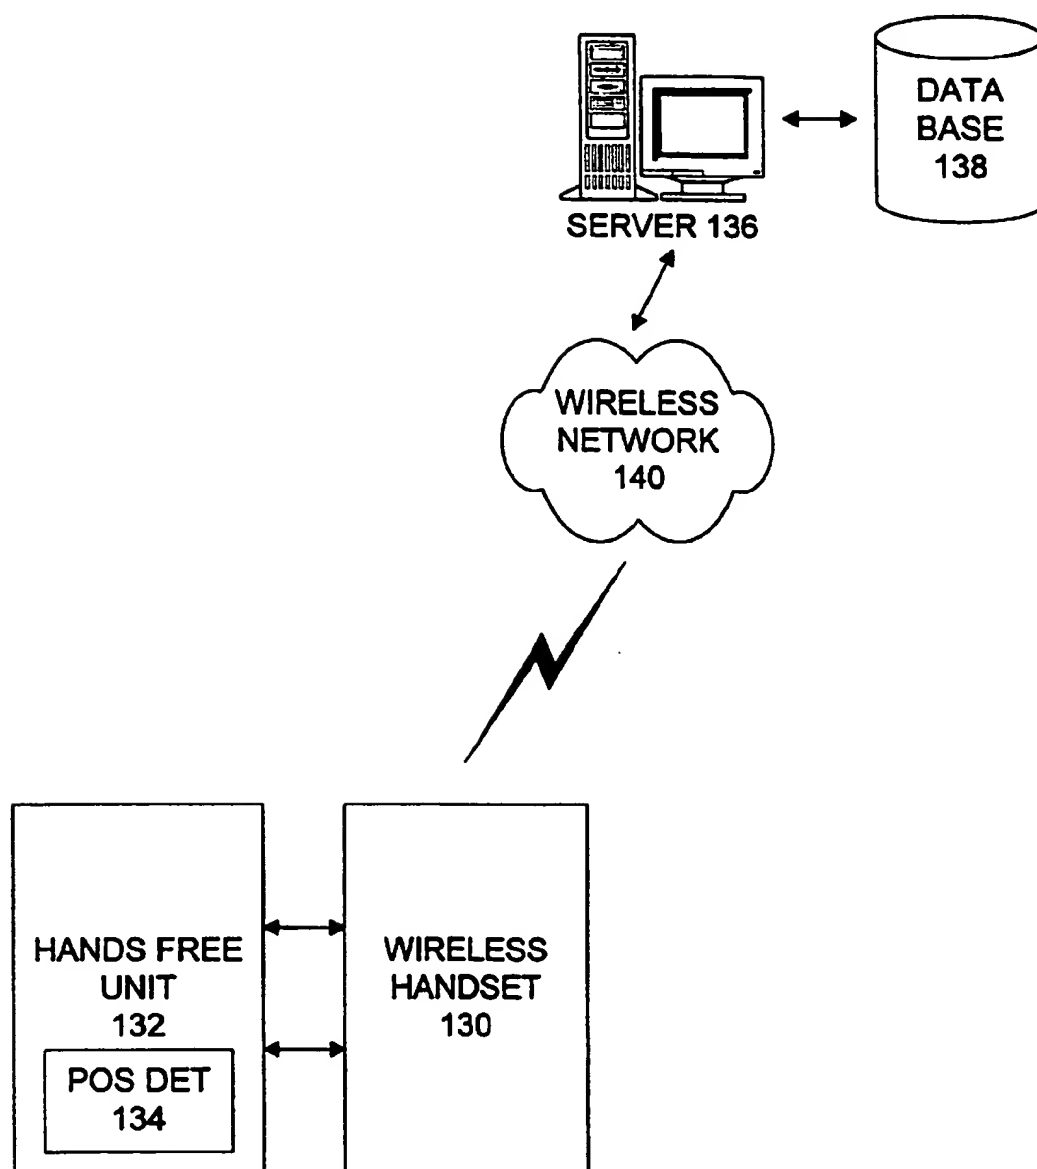 DATA
BASE
138
SERVER 136
WIRELESS
NETWORK
140
HANDS FREE
UNIT
132
POS DET
134
WIRELESS
HANDSET
130